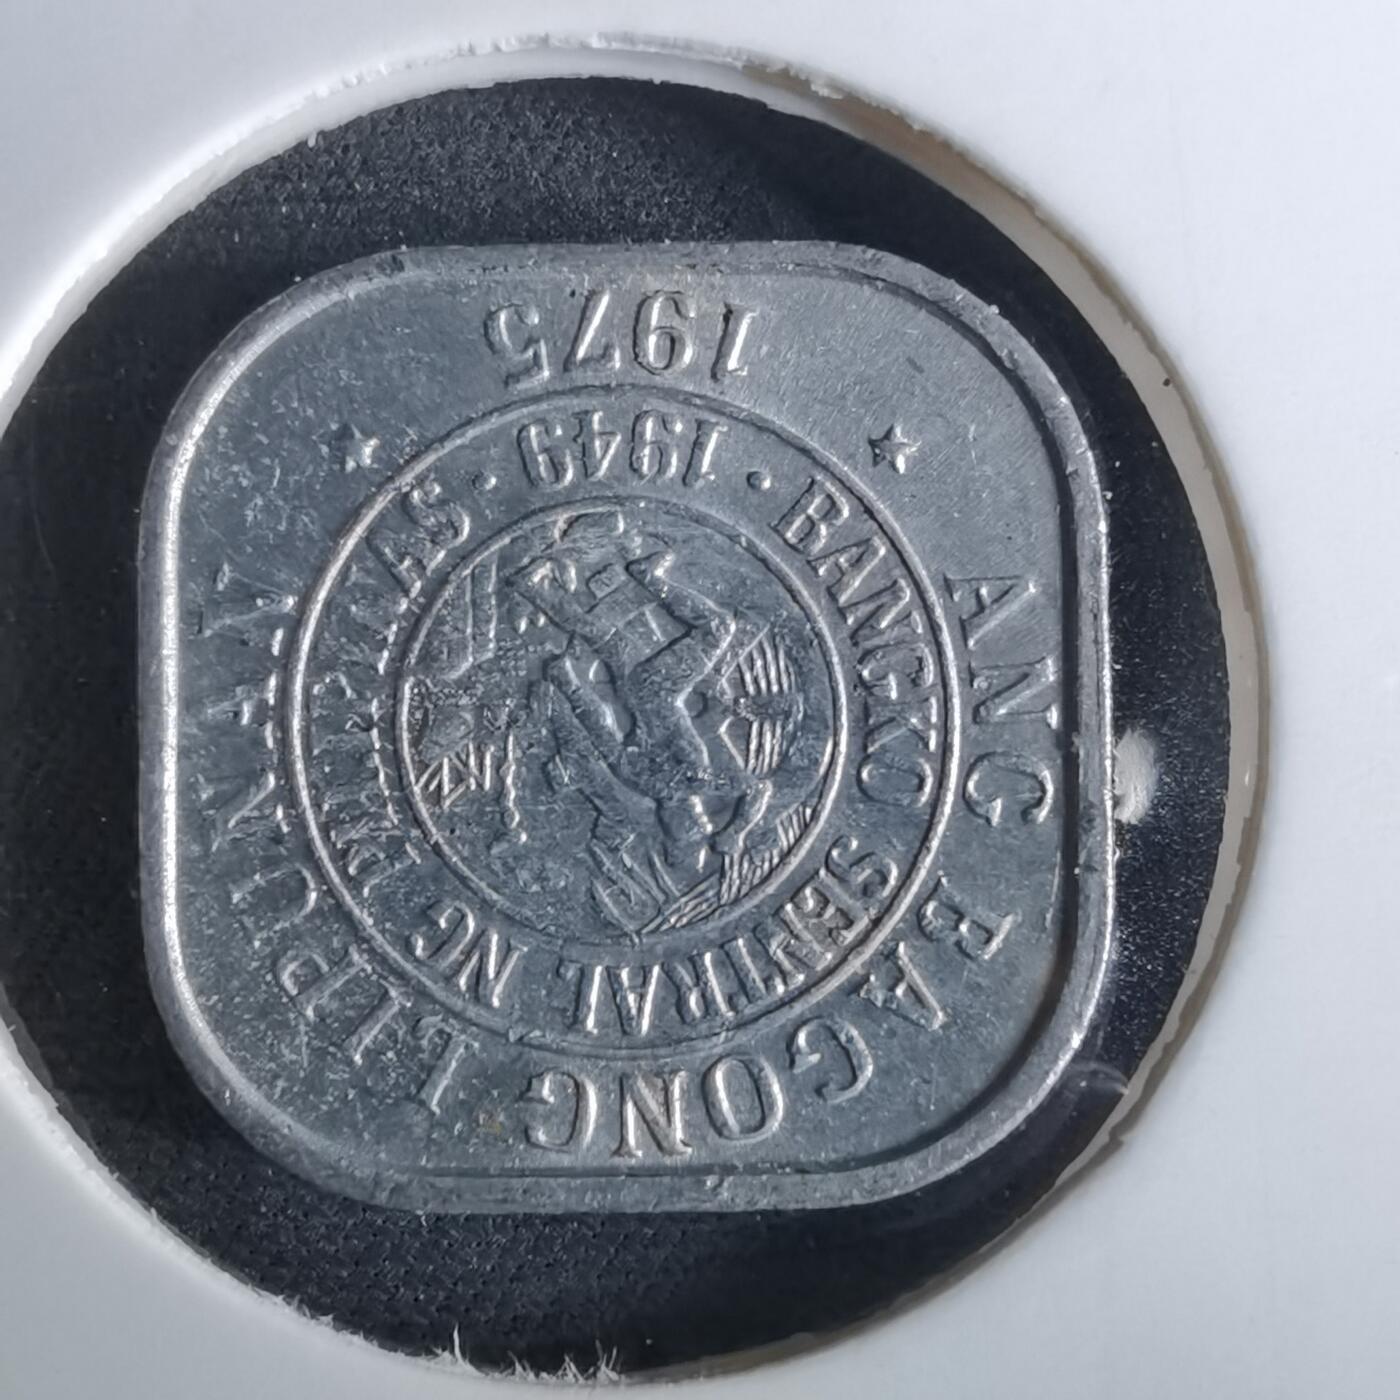 ANG BAGONG LIPUNAN
BANGKO SENTRAL NG PILIPINAS
· 1949 ·
1975